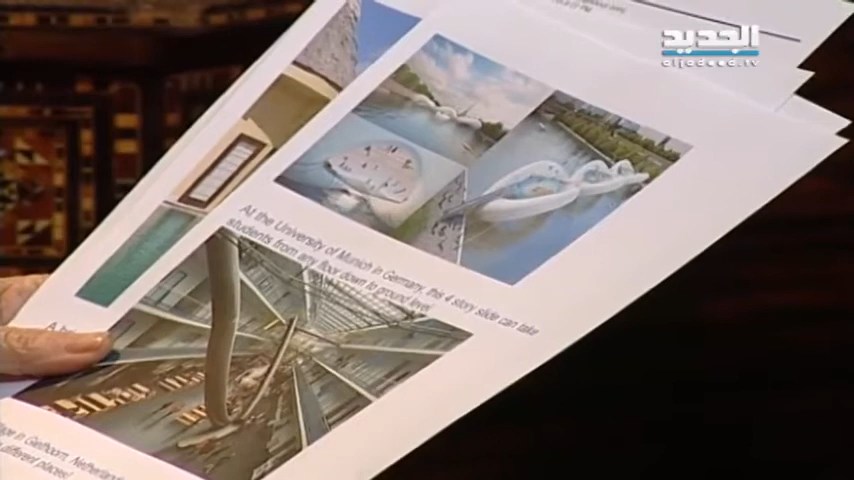 الجديد
aljadeed.tv
At the University of Munich in Germany, this 4 story slide can take
students from any floor down to ground level
in Giethoorn, Netherlands
different places!